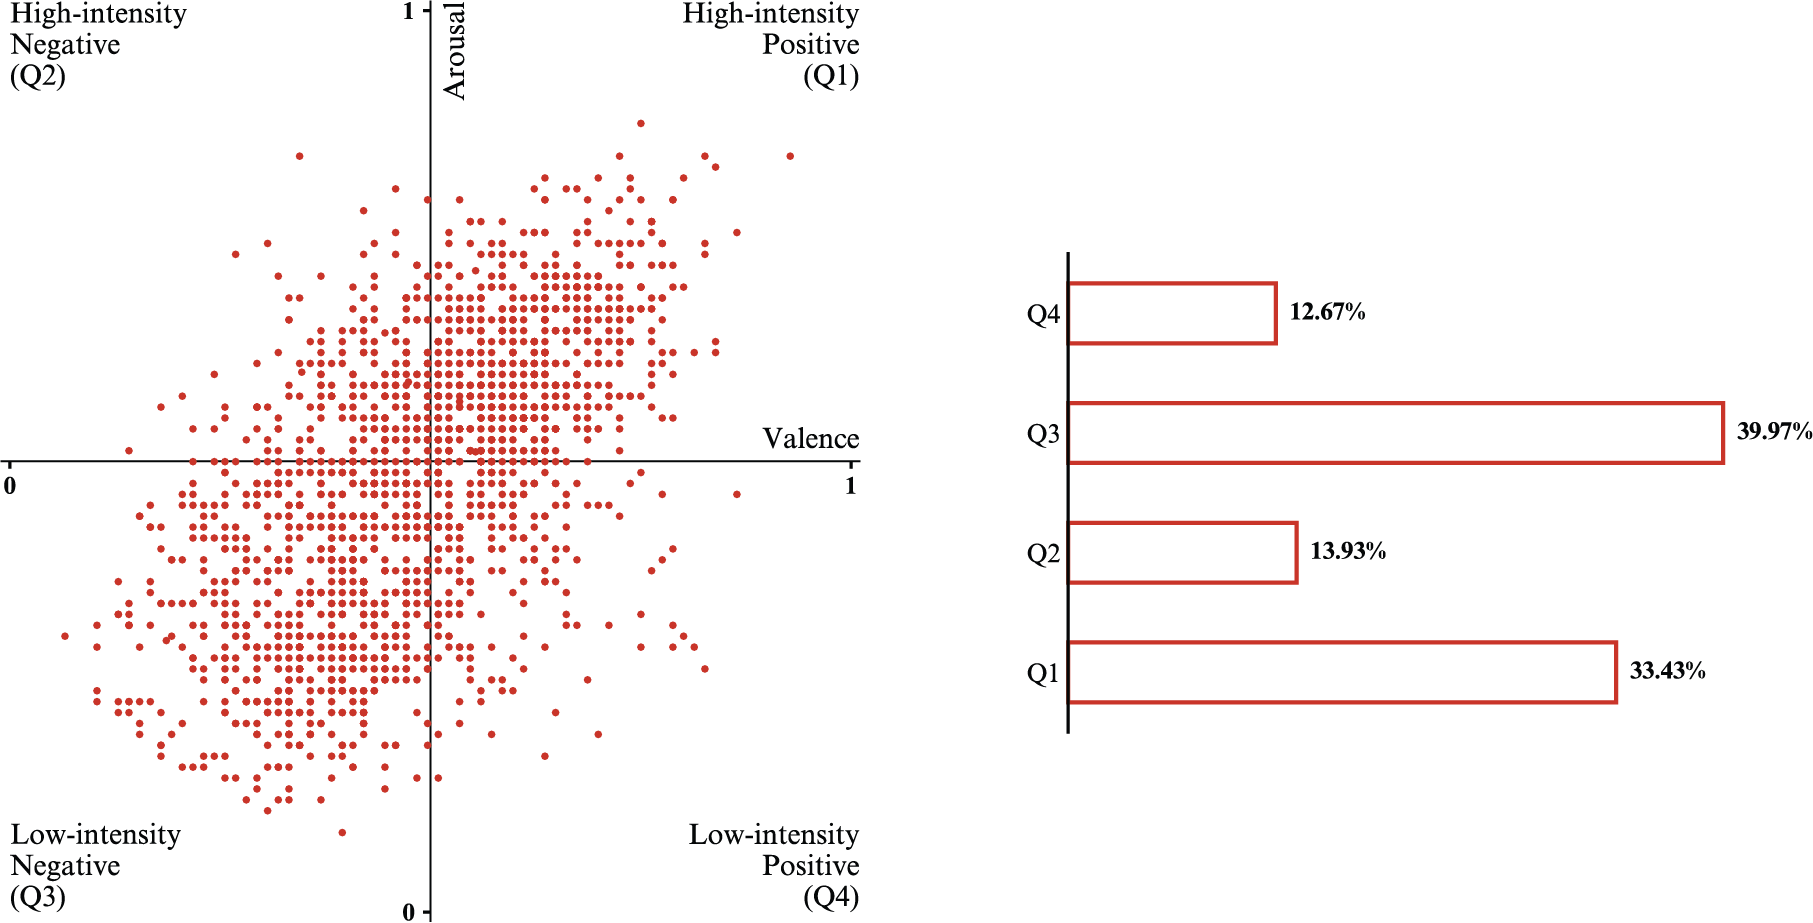 High-intensity
Negative
(Q2)
1
Arousal
High-intensity
Positive
(Q1)
Valence
0
1
Low-intensity
Negative
(Q3)
0
Low-intensity
Positive
(Q4)
Q4
12.67%
Q3
39.97%
Q2
13.93%
Q1
33.43%